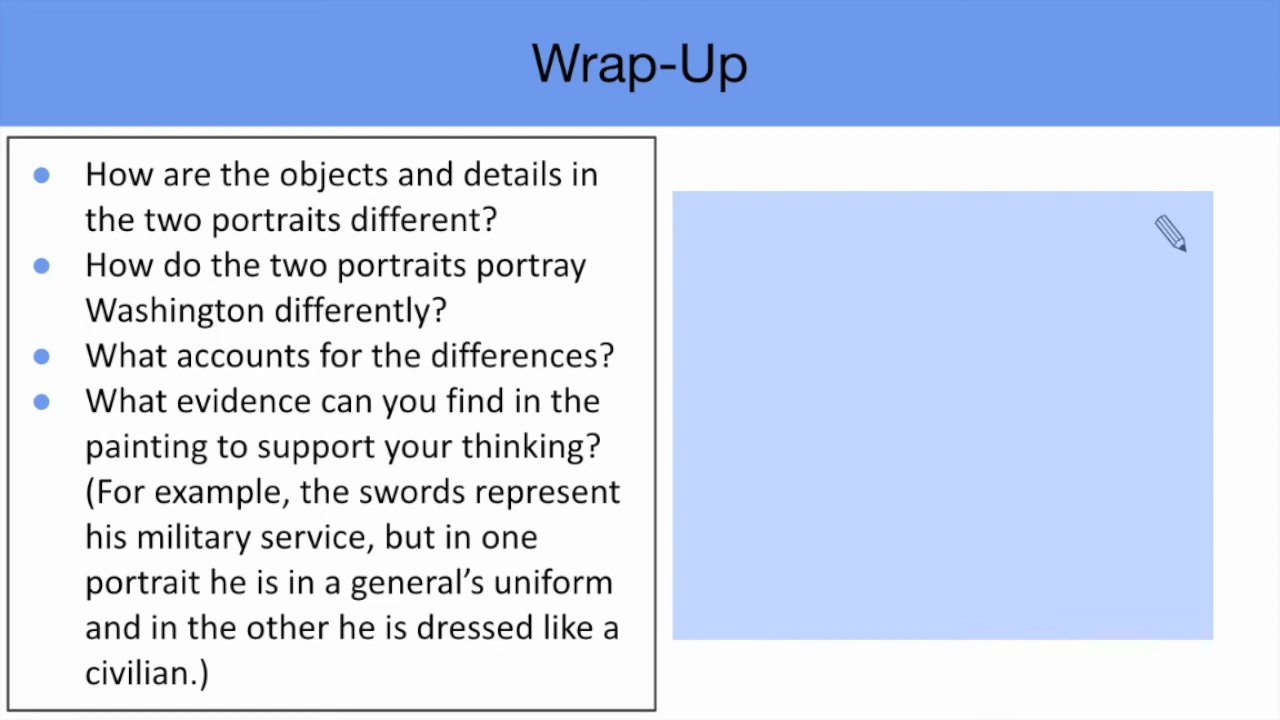 Wrap-Up
● How are the objects and details in
the two portraits different?
● How do the two portraits portray
Washington differently?
● What accounts for the differences?
● What evidence can you find in the
painting to support your thinking?
(For example, the swords represent
his military service, but in one
portrait he is in a general’s uniform
and in the other he is dressed like a
civilian.)